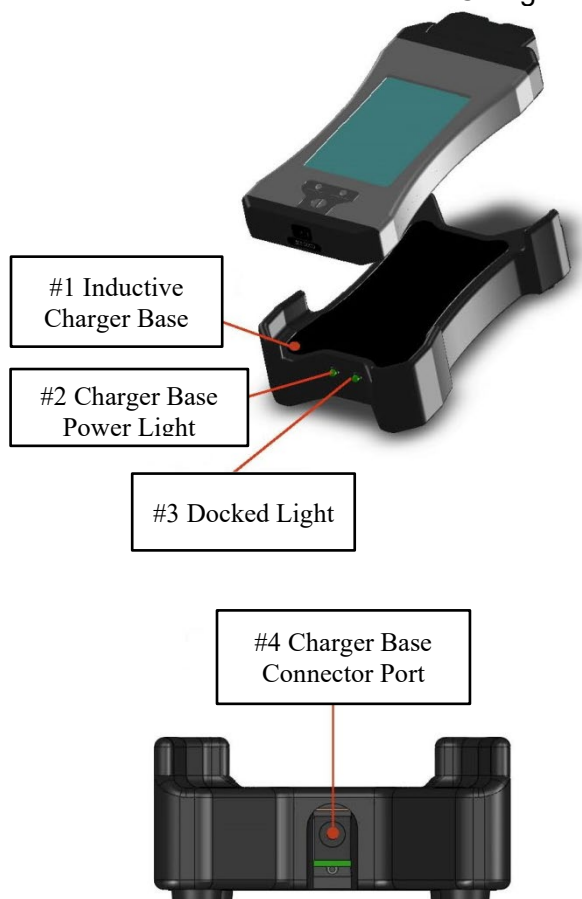 #1 Inductive
Charger Base
#2 Charger Base
Power Light
#3 Docked Light
#4 Charger Base
Connector Port